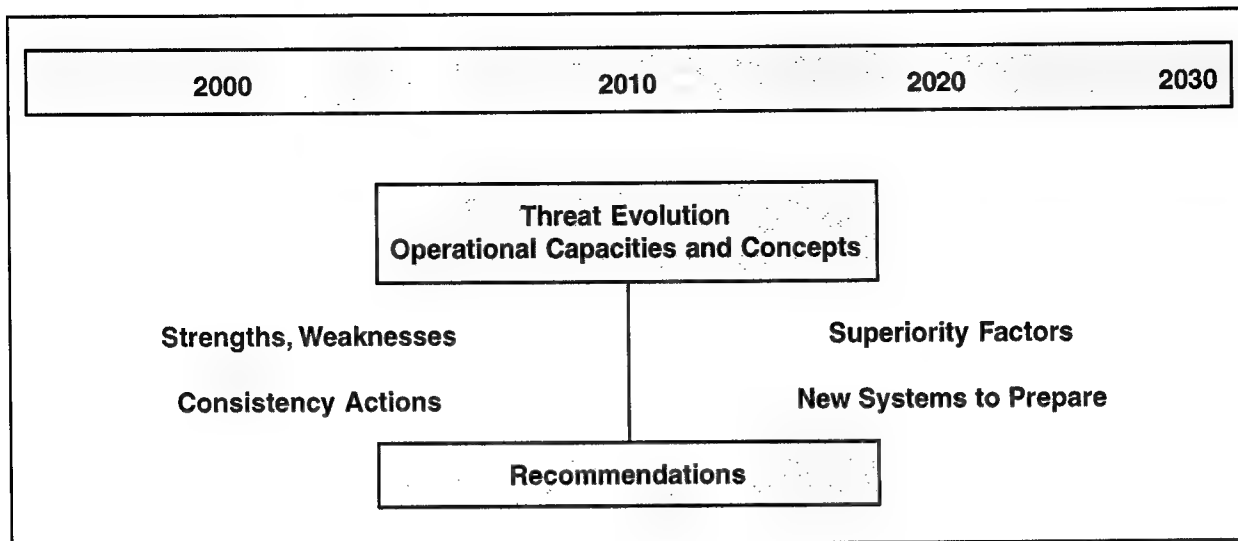 2000 2010 2020 2030
Threat Evolution
Operational Capacities and Concepts
Strengths, Weaknesses
Superiority Factors
Consistency Actions
New Systems to Prepare
Recommendations